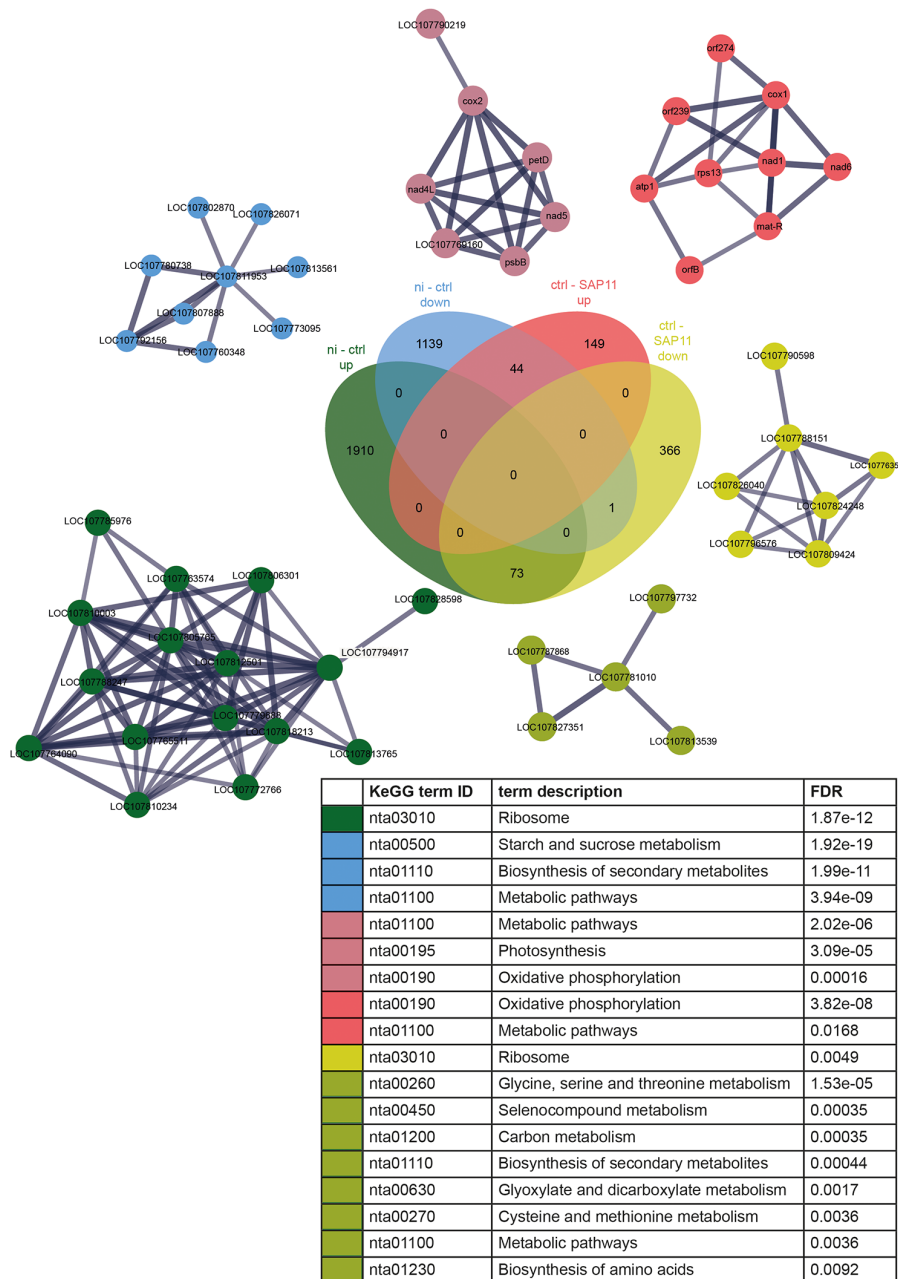 LOC107790219
cox2
petD
nad4L
nad5
LOC107769160
psbB
orf274
cox1
orf239
nad1
nad6
rps13
atp1
mat-R
orfB
LOC107802870
LOC107826071
LOC107780738
LOC107811953
LOC107813561
LOC107807888
LOC107773095
LOC107792156
LOC107760348
ni - ctrl
down
ctrl - SAP11
up
ni - ctrl
up
ctrl -
SAP11
down
1139
149
44
0
0
0
0
1910
366
0
0
1
0
0
73
LOC107790598
LOC107788151
LOC1077635
LOC107826040
LOC107824248
LOC107796576
LOC107809424
LOC107785976
LOC107763574
LOC107806301
LOC107828598
LOC107810003
LOC107805765
LOC107794917
LOC107812501
LOC107788247
LOC107779688
LOC107818213
LOC107765511
LOC107764090
LOC107813765
LOC107772766
LOC107810234
LOC107797732
LOC107787868
LOC107781010
LOC107827351
LOC107813539
KeGG term ID term description FDR
nta03010 Ribosome 1.87e-12
nta00500 Starch and sucrose metabolism 1.92e-19
nta01110 Biosynthesis of secondary metabolites 1.99e-11
nta01100 Metabolic pathways 3.94e-09
nta01100 Metabolic pathways 2.02e-06
nta00195 Photosynthesis 3.09e-05
nta00190 Oxidative phosphorylation 0.00016
nta00190 Oxidative phosphorylation 3.82e-08
nta01100 Metabolic pathways 0.0168
nta03010 Ribosome 0.0049
nta00260 Glycine, serine and threonine metabolism 1.53e-05
nta00450 Selenocompound metabolism 0.00035
nta01200 Carbon metabolism 0.00035
nta01110 Biosynthesis of secondary metabolites 0.00044
nta00630 Glyoxylate and dicarboxylate metabolism 0.0017
nta00270 Cysteine and methionine metabolism 0.0036
nta01100 Metabolic pathways 0.0036
nta01230 Biosynthesis of amino acids 0.0092